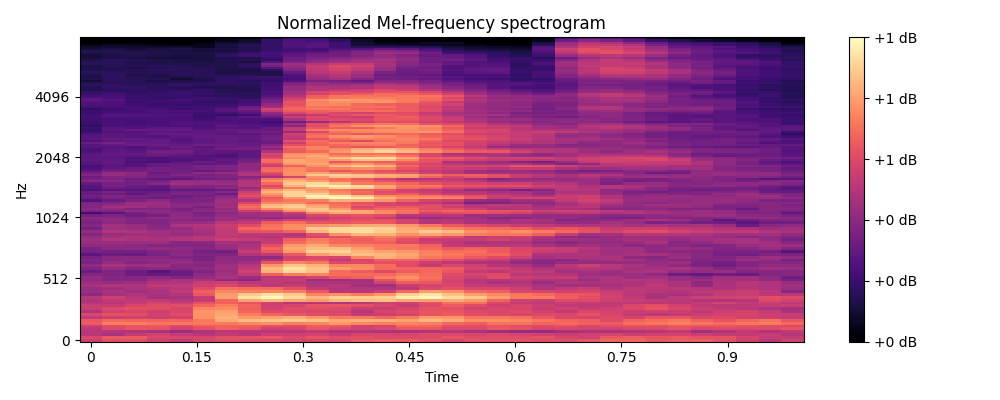 Normalized Mel-frequency spectrogram
+1 dB
4096
+1 dB
2048
+1 dB
Hz
1024
+0 dB
512
+0 dB
0
+0 dB
0 0.15 0.3 0.45 0.6 0.75 0.9
Time